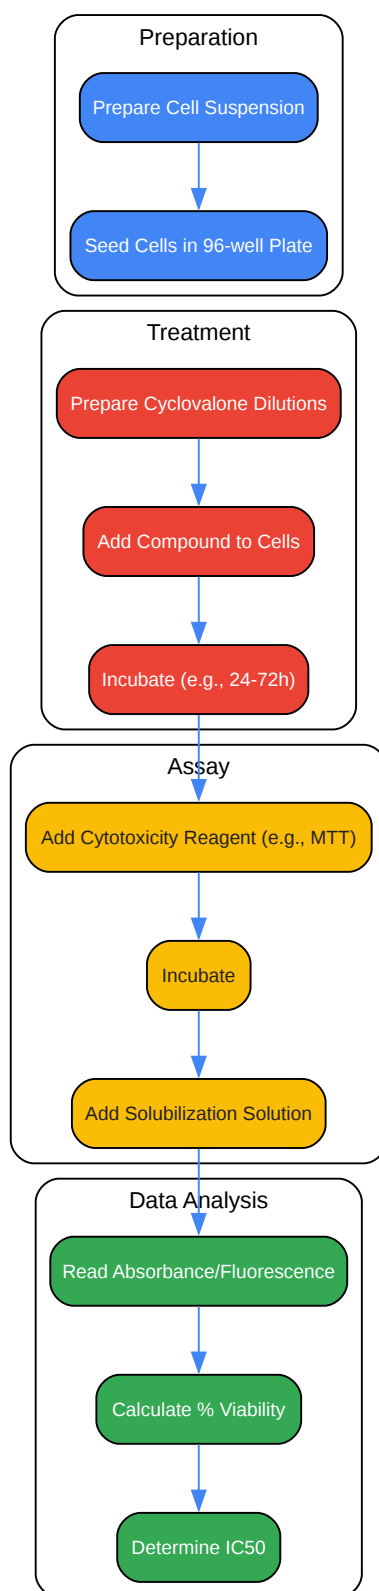 Preparation
Prepare Cell Suspension
Seed Cells in 96-well Plate
Treatment
Prepare Cyclovalone Dilutions
Add Compound to Cells
Incubate (e.g., 24-72h)
Assay
Add Cytotoxicity Reagent (e.g., MTT)
Incubate
Add Solubilization Solution
Data Analysis
Read Absorbance/Fluorescence
Calculate % Viability
Determine IC50